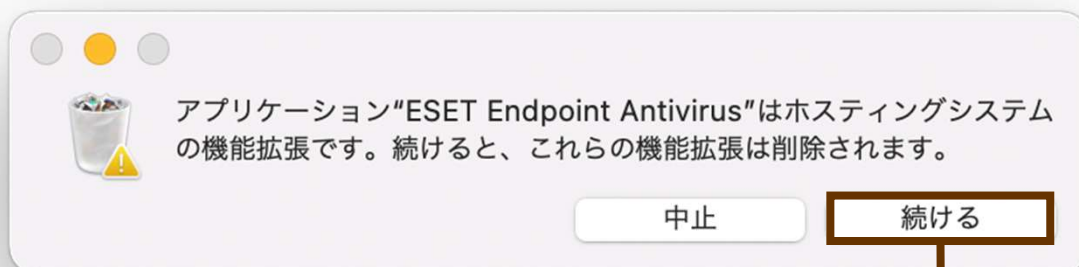 アプリケーション“ESET Endpoint Antivirus”はホスティングシステム
の機能拡張です。続けると、これらの機能拡張は削除されます。
中止
続ける